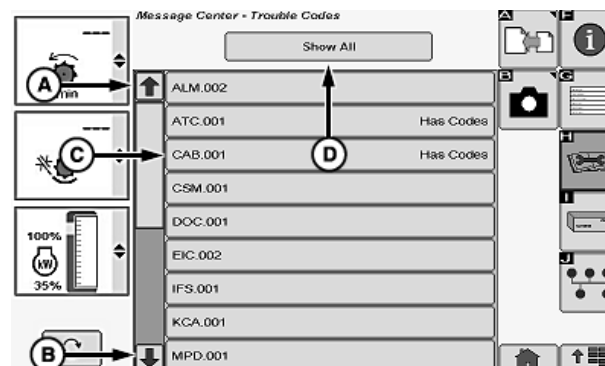 Message Center - Trouble Codes
Show All
A
min
ALM.002
ATC.001 Has Codes
C
CAB.001 Has Codes
D
CSM.001
DOC.001
100%
kW
35%
EIC.002
IFS.001
KCA.001
B
MPD.001
A
F
B
G
H
I
J